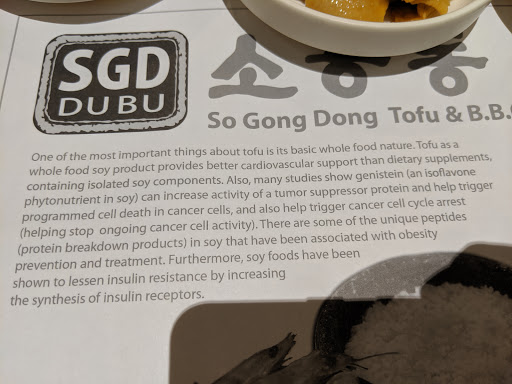 SGD
DUBU
소공동
So Gong Dong Tofu & B.B.
One of the most important things about tofu is its basic whole food nature. Tofu as a
whole food soy product provides better cardiovascular support than dietary supplements,
containing isolated soy components. Also, many studies show genistein (an isoflavone
phytonutrient in soy) can increase activity of a tumor suppressor protein and help trigger
programmed cell death in cancer cells, and also help trigger cancer cell cycle arrest
(helping stop ongoing cancer cell activity). There are some of the unique peptides
(protein breakdown products) in soy that have been associated with obesity
prevention and treatment. Furthermore, soy foods have been
shown to lessen insulin resistance by increasing
the synthesis of insulin receptors.